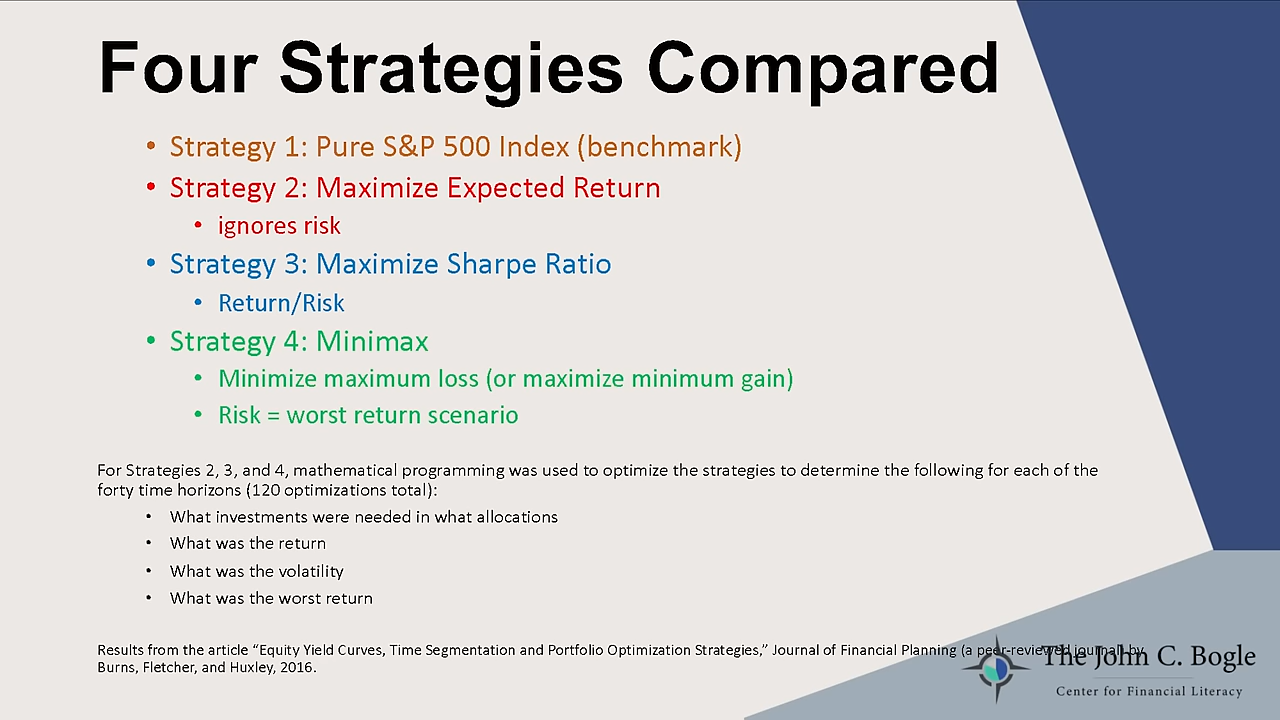 Four Strategies Compared
• Strategy 1: Pure S&P 500 Index (benchmark)
• Strategy 2: Maximize Expected Return
• ignores risk
• Strategy 3: Maximize Sharpe Ratio
• Return/Risk
• Strategy 4: Minimax
• Minimize maximum loss (or maximize minimum gain)
• Risk = worst return scenario
For Strategies 2, 3, and 4, mathematical programming was used to optimize the strategies to determine the following for each of the
forty time horizons (120 optimizations total):
• What investments were needed in what allocations
• What was the return
• What was the volatility
• What was the worst return
Results from the article “Equity Yield Curves, Time Segmentation and Portfolio Optimization Strategies,” Journal of Financial Planning (a peer-reviewed journal) by
Burns, Fletcher, and Huxley, 2016.
The John C. Bogle
Center for Financial Literacy